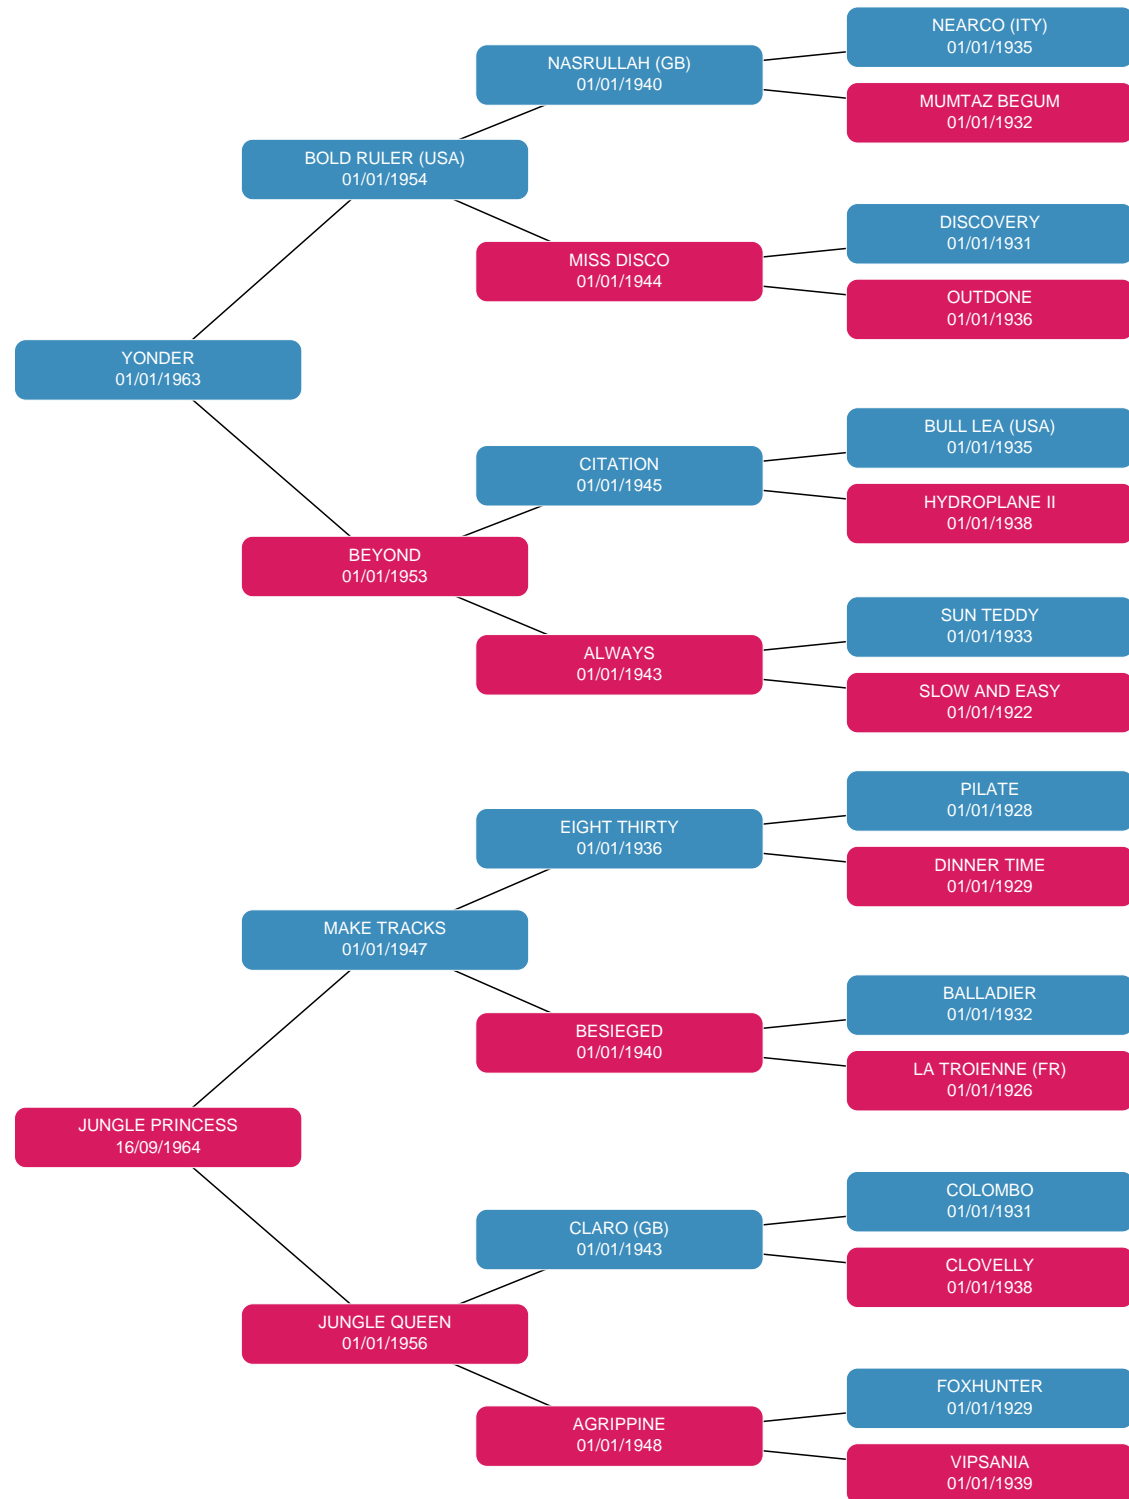 NEARCO (ITY)
01/01/1935
NASRULLAH (GB)
01/01/1940
MUMTAZ BEGUM
01/01/1932
BOLD RULER (USA)
01/01/1954
DISCOVERY
01/01/1931
MISS DISCO
01/01/1944
OUTDONE
01/01/1936
YONDER
01/01/1963
BULL LEA (USA)
01/01/1935
CITATION
01/01/1945
HYDROPLANE II
01/01/1938
BEYOND
01/01/1953
SUN TEDDY
01/01/1933
ALWAYS
01/01/1943
SLOW AND EASY
01/01/1922
PILATE
01/01/1928
EIGHT THIRTY
01/01/1936
DINNER TIME
01/01/1929
MAKE TRACKS
01/01/1947
BALLADIER
01/01/1932
BESIEGED
01/01/1940
LA TROIENNE (FR)
01/01/1926
JUNGLE PRINCESS
16/09/1964
COLOMBO
01/01/1931
CLARO (GB)
01/01/1943
CLOVELLY
01/01/1938
JUNGLE QUEEN
01/01/1956
FOXHUNTER
01/01/1929
AGRIPPINE
01/01/1948
VIPSANIA
01/01/1939